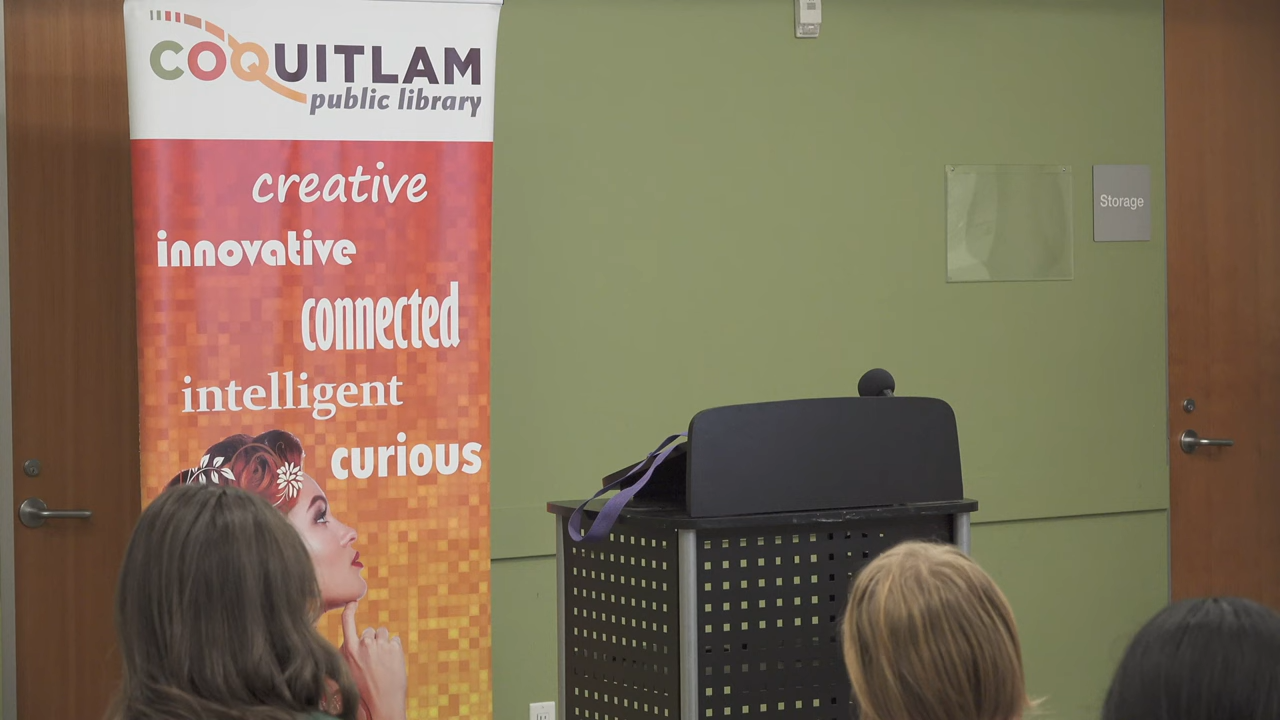 COQUITLAM
public library
creative
innovative
connected
intelligent
curious
Storage